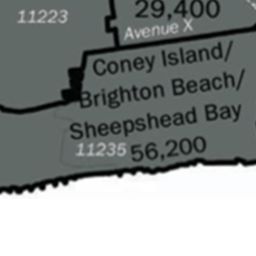 11223
29,400
Avenue X
Coney Island/
Brighton Beach/
Sheepshead Bay
11235 56,200